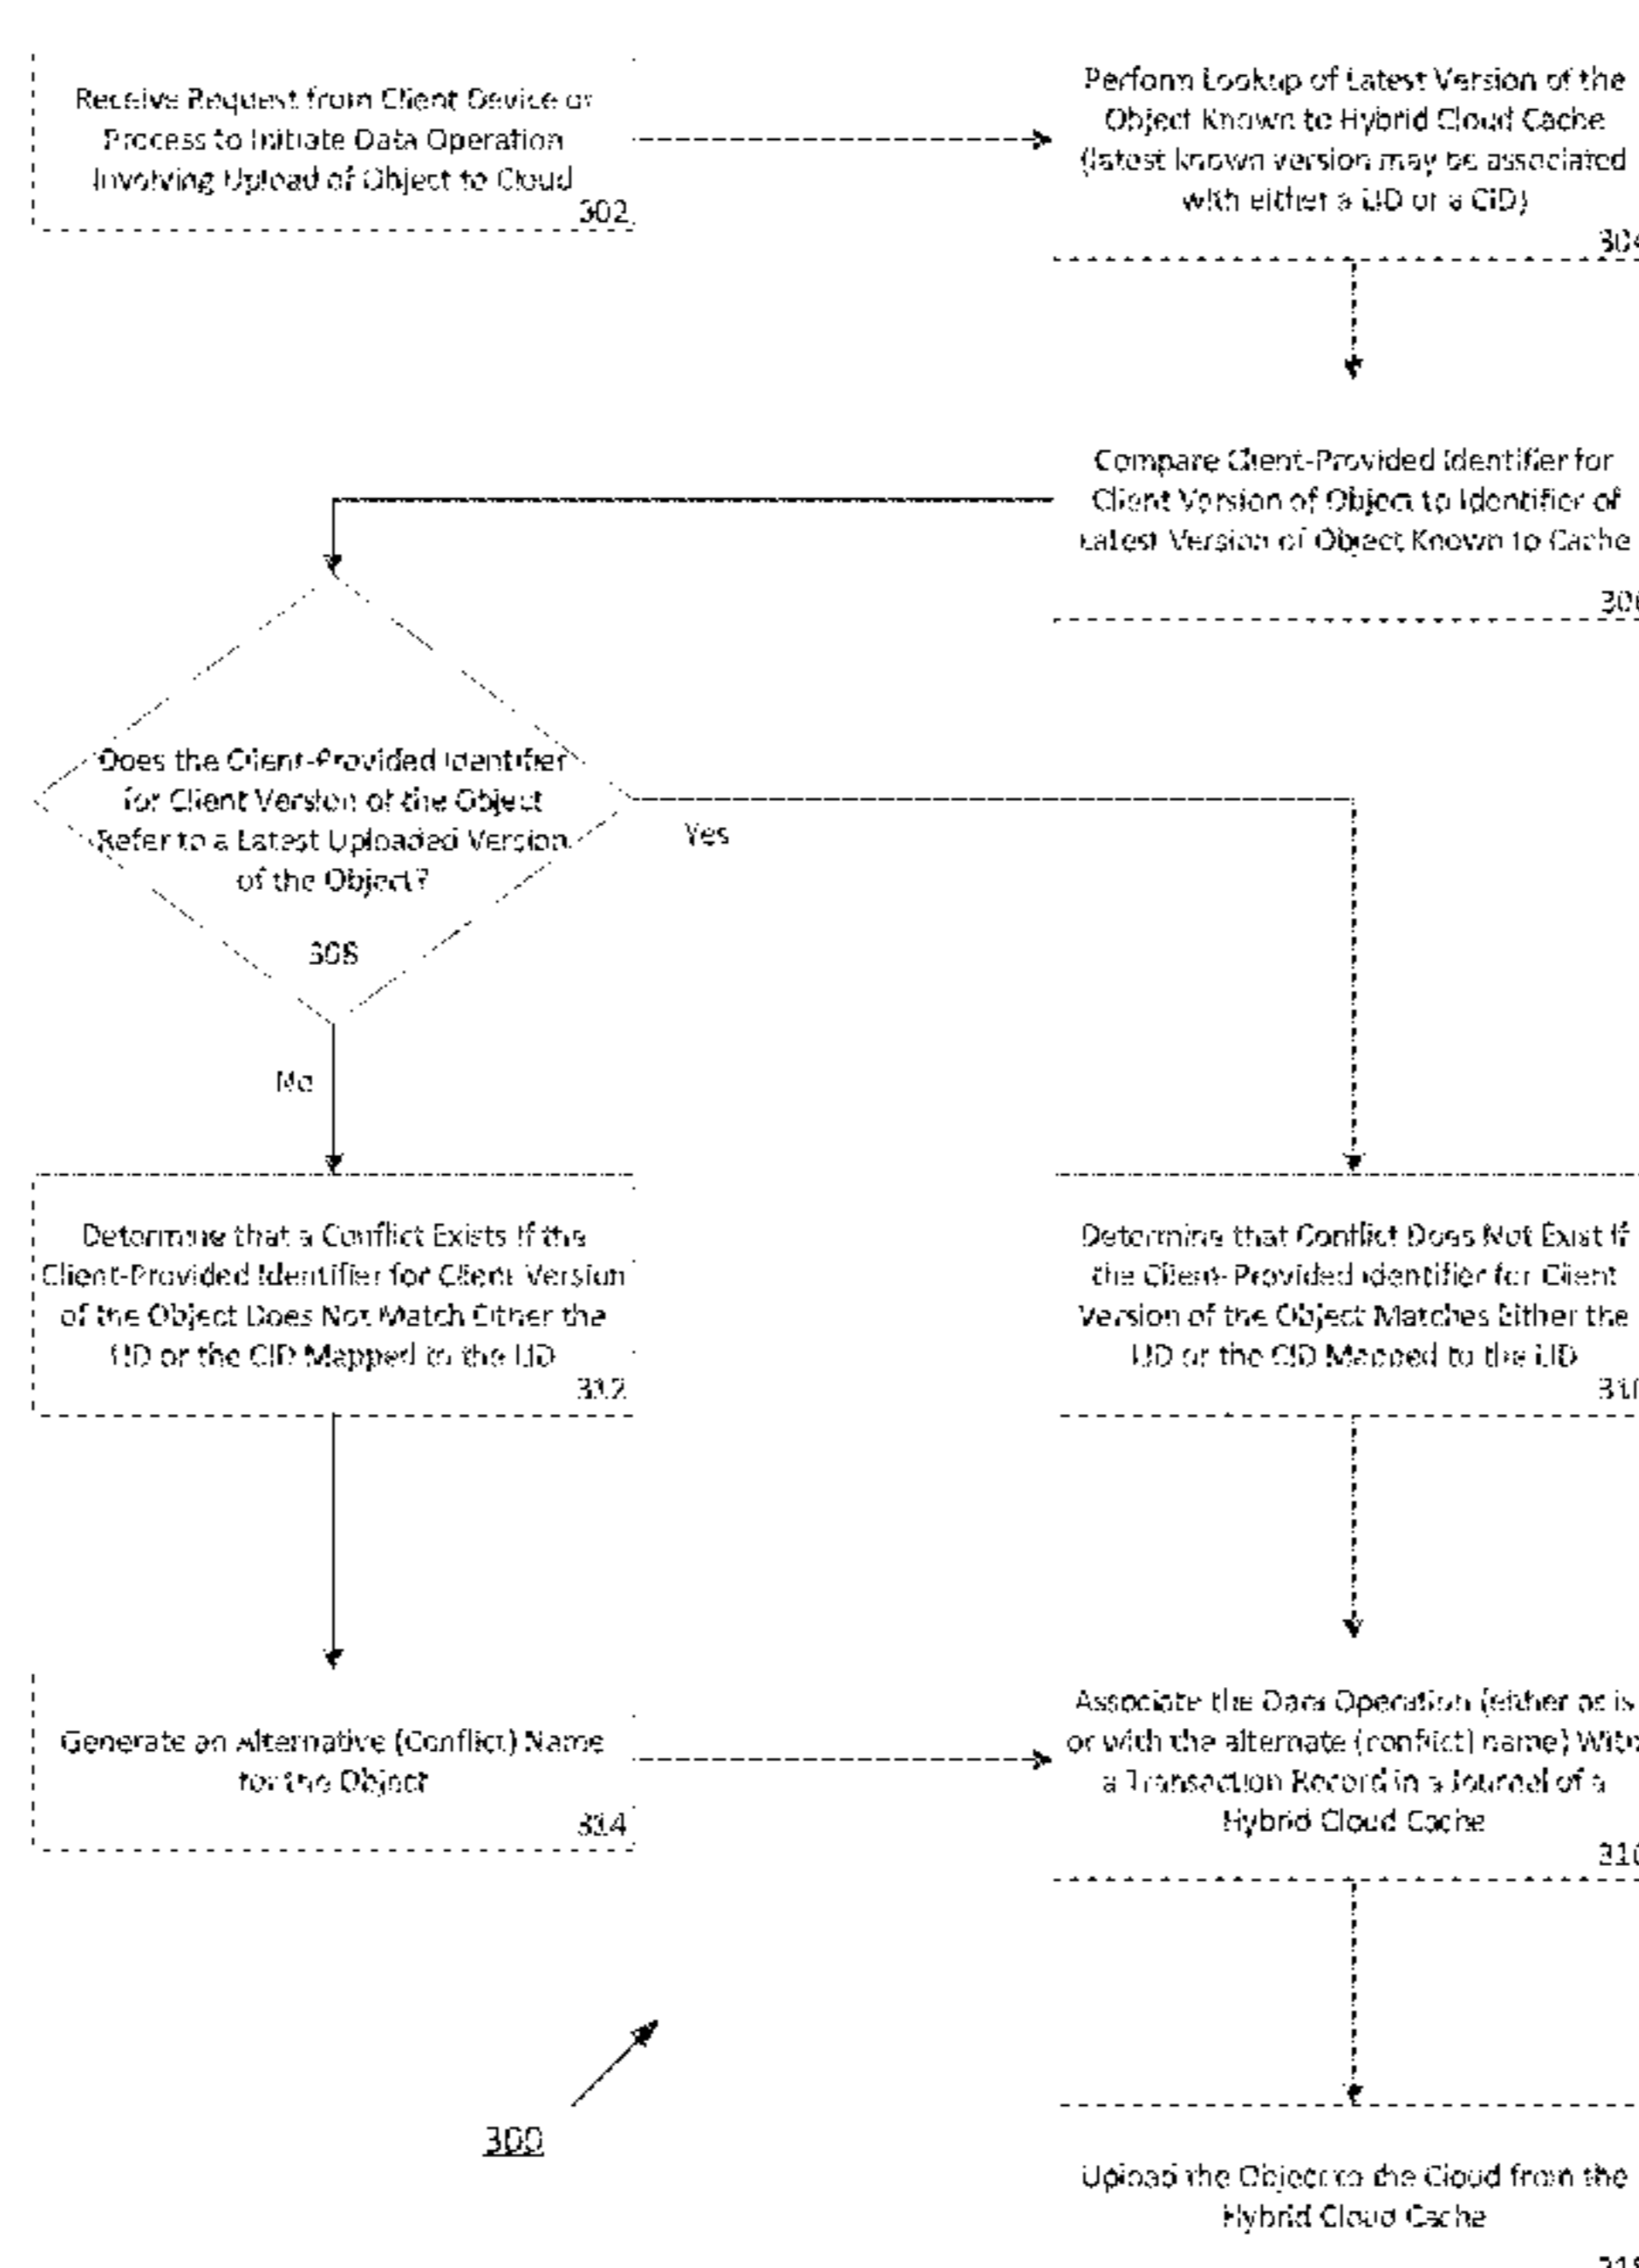 Receive Request from Client Device or
Process to Initiate Data Operation
Involving Upload of Object to Cloud
302
Perform Lookup of Latest Version of the
Object Known to Hybrid Cloud Cache
(latest known version may be associated
with either a LID or a CID)
304
Compare Client-Provided Identifier for
Client Version of Object to Identifier of
Latest Version of Object Known to Cache
306
Does the Client-Provided Identifier
for Client Version of the Object
Refer to a Latest Uploaded Version
of the Object?
308
Yes
No
Determine that a Conflict Exists If the
Client-Provided Identifier for Client Version
of the Object Does Not Match Either the
LID or the CID Mapped to the LID
312
Determine that Conflict Does Not Exist If
the Client-Provided Identifier for Client
Version of the Object Matches Either the
LID or the CID Mapped to the LID
310
Generate an Alternative (Conflict) Name
for the Object
314
Associate the Data Operation (either as is
or with the alternate (conflict) name) With
a Transaction Record in a Journal of a
Hybrid Cloud Cache
300
Upload the Object to the Cloud from the
Hybrid Cloud Cache